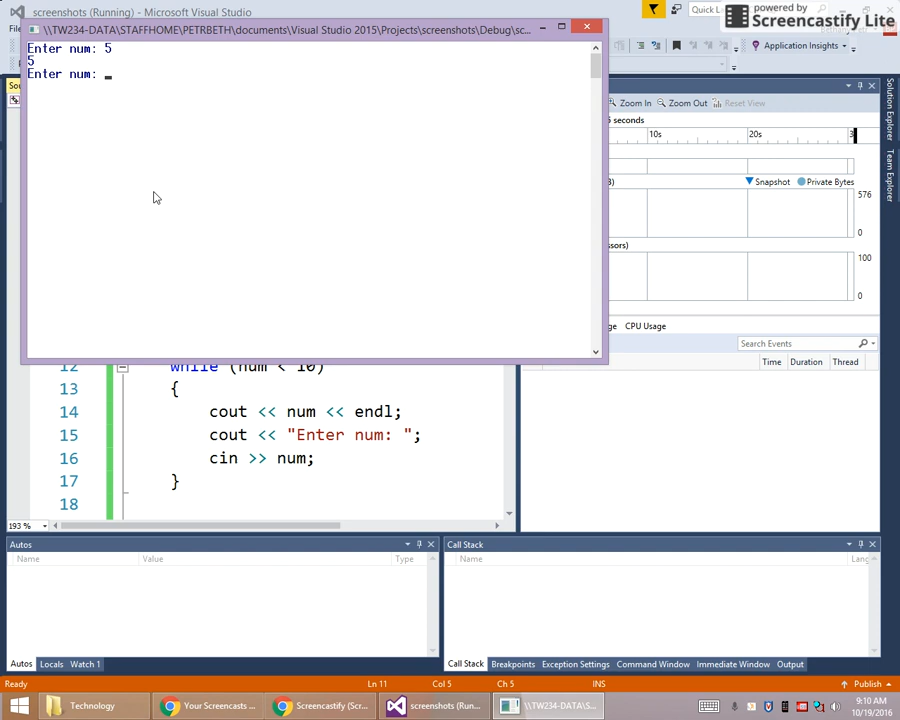 screenshots (Running) - Microsoft Visual Studio
Quick L
powered by
Screencastify Lite
\\TW234-DATA\STAFFHOME\PETRBETH\documents\Visual Studio 2015\Projects\screenshots\Debug\sc...
Enter num: 5
5
Enter num: _
Application Insights
Zoom In Zoom Out Reset View
seconds
10s 20s
Snapshot Private Bytes
576
0
100
0
CPU Usage
Search Events
Time Duration Thread
Solution Explorer
Team Explorer
12 while (num < 10)
13 {
14 cout << num << endl;
15 cout << "Enter num: ";
16 cin >> num;
17 }
18
193 %
Autos
Name Value Type
Autos Locals Watch 1
Call Stack
Name Lang
Call Stack Breakpoints Exception Settings Command Window Immediate Window Output
Ready Ln 11 Col 5 Ch 5 INS Publish
Technology Your Screencasts ... Screencastify (Scr... screenshots (Run... \\TW234-DATA\S...
9:10 AM
10/19/2016